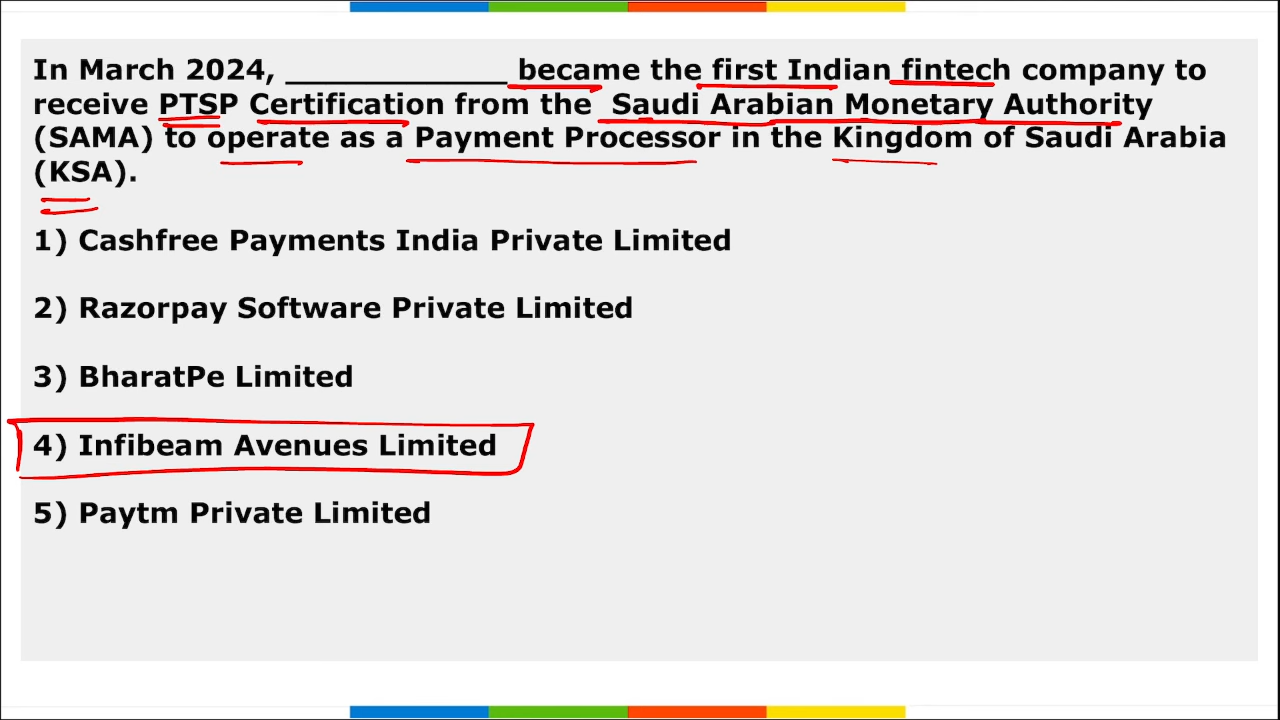 In March 2024, _______________ became the first Indian fintech company to
receive PTSP Certification from the Saudi Arabian Monetary Authority
(SAMA) to operate as a Payment Processor in the Kingdom of Saudi Arabia
(KSA).
1) Cashfree Payments India Private Limited
2) Razorpay Software Private Limited
3) BharatPe Limited
4) Infibeam Avenues Limited
5) Paytm Private Limited